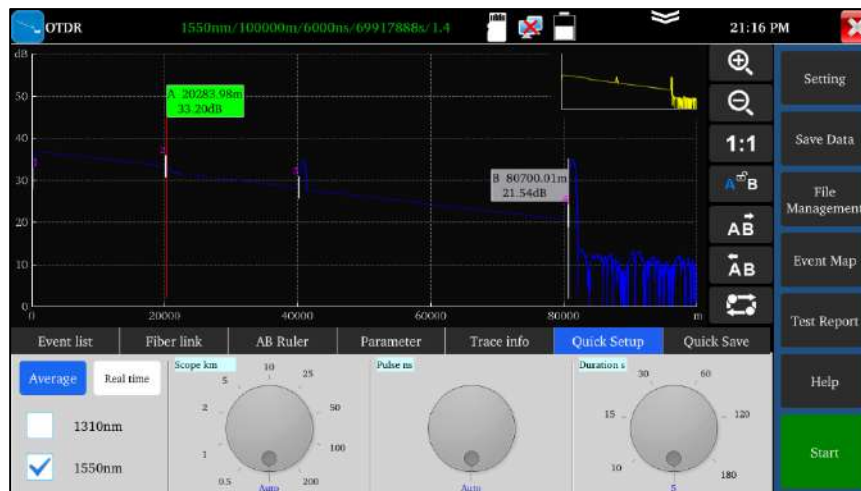 OTDR
1550nm/100000m/6000ns/69917888s/1.4
21:16 PM
dB
50
40
30
20
10
0
A 20283.98m
33.20dB
B 80700.01m
21.54dB
0
20000
40000
60000
80000
m
1:1
A B
AB
AB
Setting
Save Data
File
Management
Event Map
Test Report
Help
Start
Event list
Fiber link
AB Ruler
Parameter
Trace info
Quick Setup
Quick Save
Average
Real time
1310nm
1550nm
Scope km
0.5
1
2
5
10
25
50
100
200
Auto
Pulse ns
Auto
Duration s
5
10
15
30
60
120
180